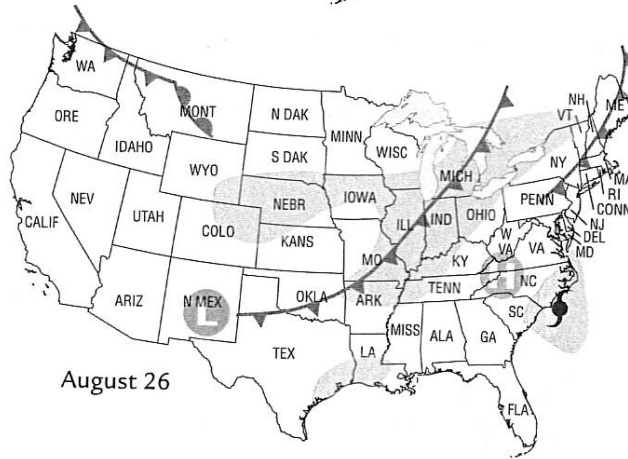 WA
MONT
N DAK
MINN
ORE
IDAHO
S DAK
WISC
MICH
VT
NH
ME
NY
MA
RI
CONN
WYO
NEBR
IOWA
PENN
NJ
DEL
MD
NEV
UTAH
COLO
ILL
IND
OHIO
W
VA
VA
CALIF
KANS
MO
KY
ARIZ
N MEX
L
OKLA
ARK
TENN
H
NC
SC
TEX
LA
MISS
ALA
GA
FLA
August 26